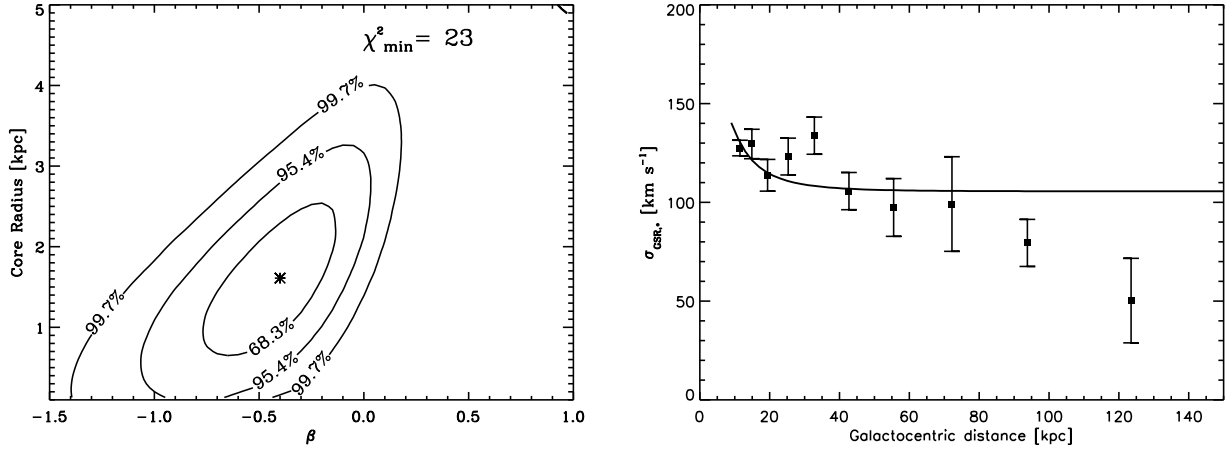 χ²min= 23
99.7%
95.4%
99.7%
68.3%
95.4%
99.7%
5
4
3
2
1
Core Radius [kpc]
−1.5 −1.0 −0.5 0.0 0.5 1.0
β
200
150
100
50
0
σGSR,* [km s⁻¹]
0 20 40 60 80 100 120 140
Galactocentric distance [kpc]